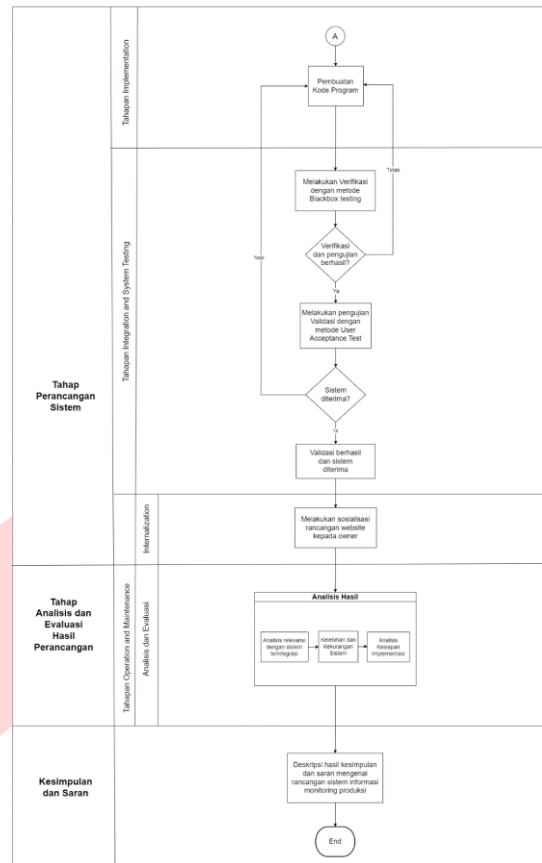 A
Tahapan Implementation
Pembuatan
Kode Program
Tidak
Tahap
Perancangan
Sistem
Tahapan Integration and System Testing
Melakukan Verifikasi
dengan metode
Blackbox testing
Verifikasi
dan pengujian
berhasil?
Ya
Melakukan pengujian
Validasi dengan
metode User
Acceptance Test
Sistem
diterima?
Validasi berhasil
dan sistem
diterima
Internalization
Melakukan sosialisasi
rancangan website
kepada owner
Tahap
Analisis dan
Evaluasi
Hasil
Perancangan
Tahapan Operation and Maintenance
Analisis dan Evaluasi
Analisis Hasil
Analisis relevansi
dengan sistem
terintegrasi
Kelebihan dan
Kekurangan
Sistem
Analisis
Kesiapan
Implementasi
Kesimpulan
dan Saran
Deskripsi hasil kesimpulan
dan saran mengenai
rancangan sistem informasi
monitoring produksi
End